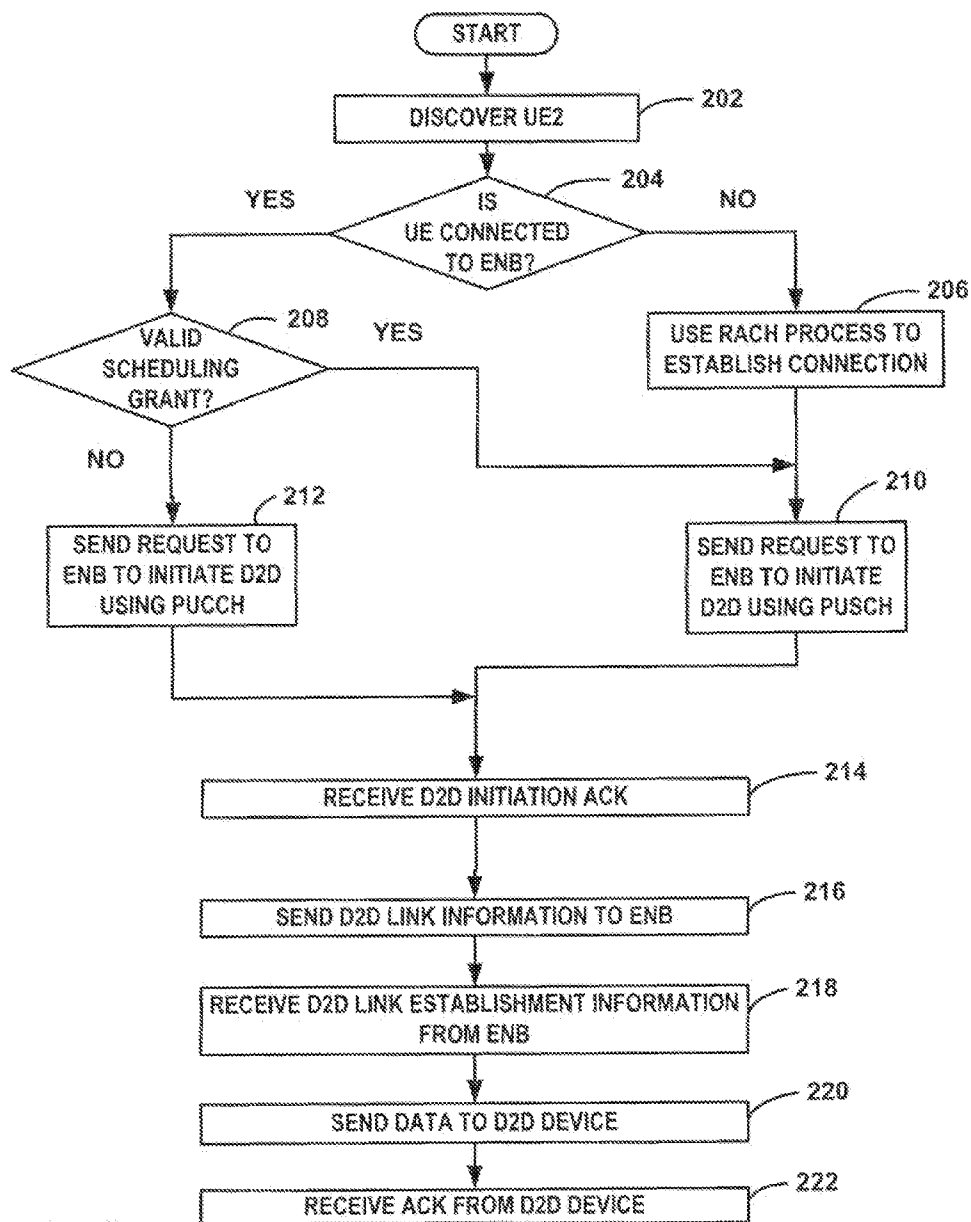 START
DISCOVER UE2
202
204
YES
IS
UE CONNECTED
TO ENB?
NO
206
USE RACH PROCESS TO
ESTABLISH CONNECTION
208
VALID
SCHEDULING
GRANT?
YES
NO
212
SEND REQUEST TO
ENB TO INITIATE D2D
USING PUCCH
210
SEND REQUEST TO
ENB TO INITIATE
D2D USING PUSCH
214
RECEIVE D2D INITIATION ACK
216
SEND D2D LINK INFORMATION TO ENB
218
RECEIVE D2D LINK ESTABLISHMENT INFORMATION
FROM ENB
220
SEND DATA TO D2D DEVICE
222
RECEIVE ACK FROM D2D DEVICE